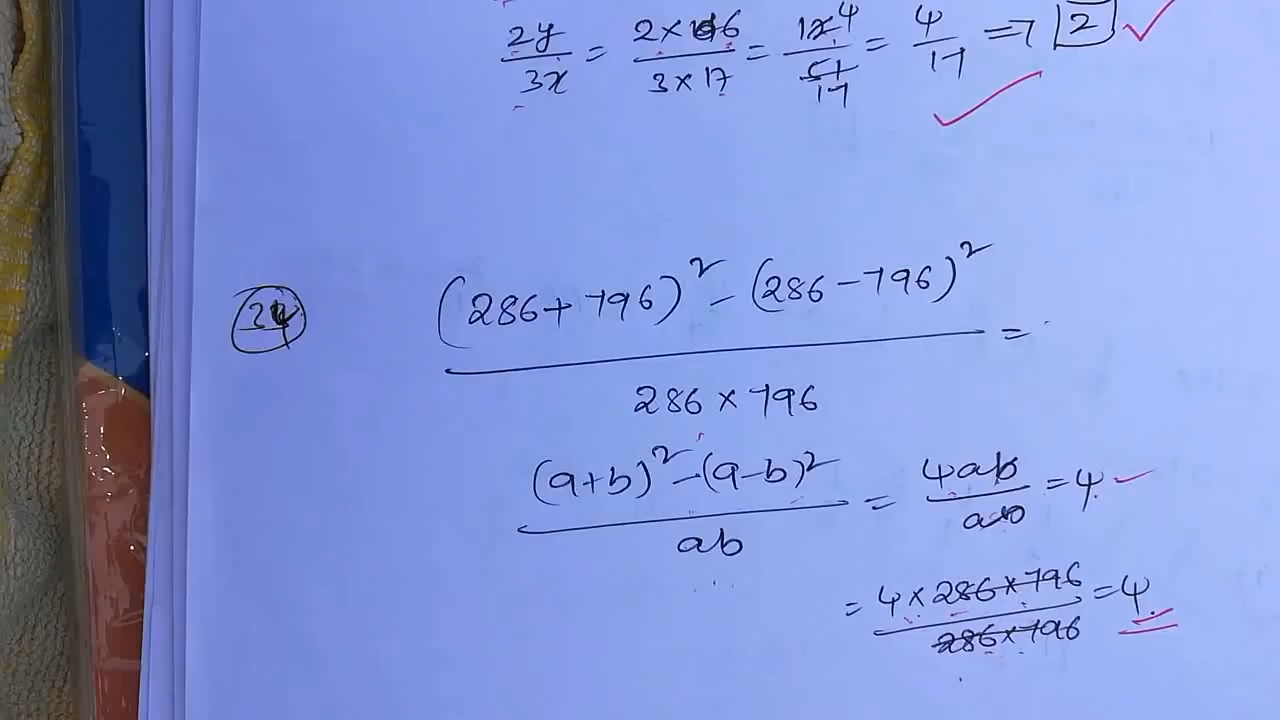 2y/3x = 2×6/3×17 = 12 4/51 17 = 4/17 => 2
24 (286+796)² - (286-796)² / 286×796 =
(a+b)² - (a-b)² / ab = 4ab/ab = 4
= 4×286×796 / 286×796 = 4